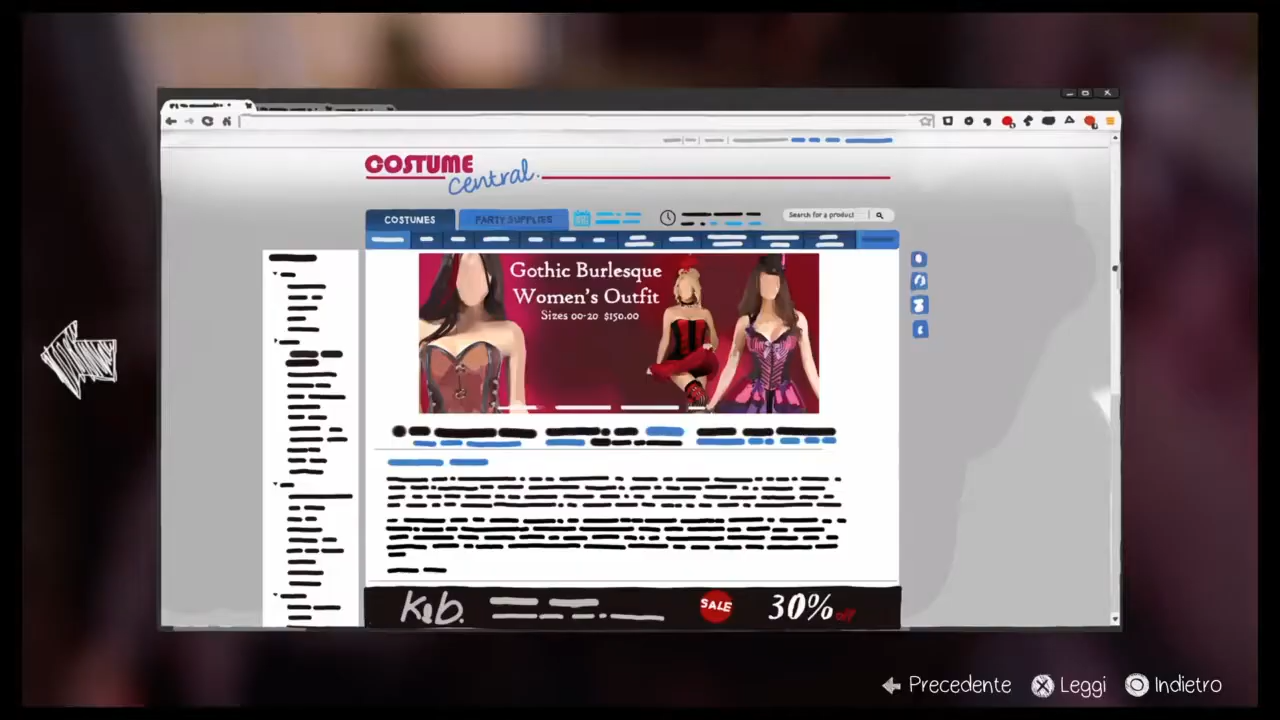 COSTUME
central.
COSTUMES
PARTY SUPPLIES
Search for a product
Gothic Burlesque
Women's Outfit
Sizes 00-20 $150.00
K&b.
SALE
30% off
Precedente
Leggi
Indietro